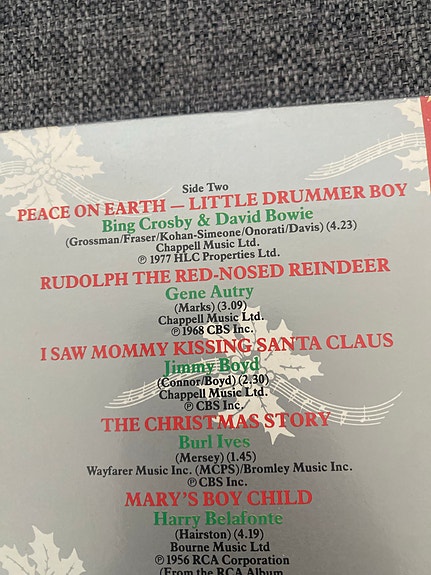 Side Two
PEACE ON EARTH — LITTLE DRUMMER BOY
Bing Crosby & David Bowie
(Grossman/Fraser/Kohan-Simeone/Onorati/Davis) (4.23)
Chappell Music Ltd.
℗ 1977 HLC Properties Ltd.
RUDOLPH THE RED-NOSED REINDEER
Gene Autry
(Marks) (3.09)
Chappell Music Ltd.
℗ 1968 CBS Inc.
I SAW MOMMY KISSING SANTA CLAUS
Jimmy Boyd
(Connor/Boyd) (2.30)
Chappell Music Ltd.
℗ CBS Inc.
THE CHRISTMAS STORY
Burl Ives
(Mersey) (1.45)
Wayfarer Music Inc. (MCPS)/Bromley Music Inc.
℗ CBS Inc.
MARY'S BOY CHILD
Harry Belafonte
(Hairston) (4.19)
Bourne Music Ltd
℗ 1956 RCA Corporation
(From the RCA Album